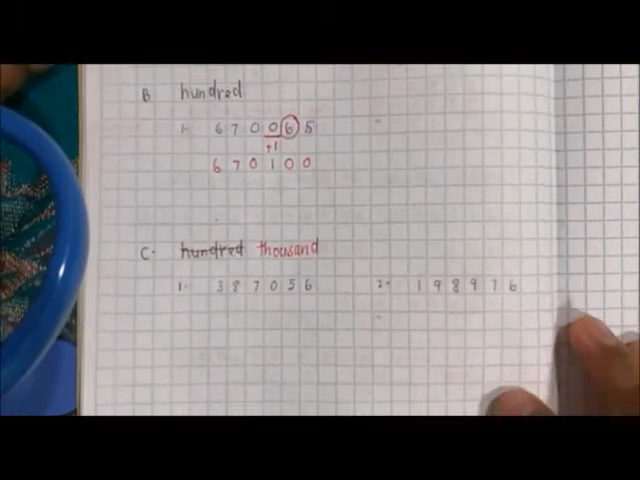 B hundred
1. 6 7 0 0 6 5
+1
6 7 0 1 0 0
C. hundred thousand
1. 3 8 7 0 5 6 2. 1 9 8 9 7 6